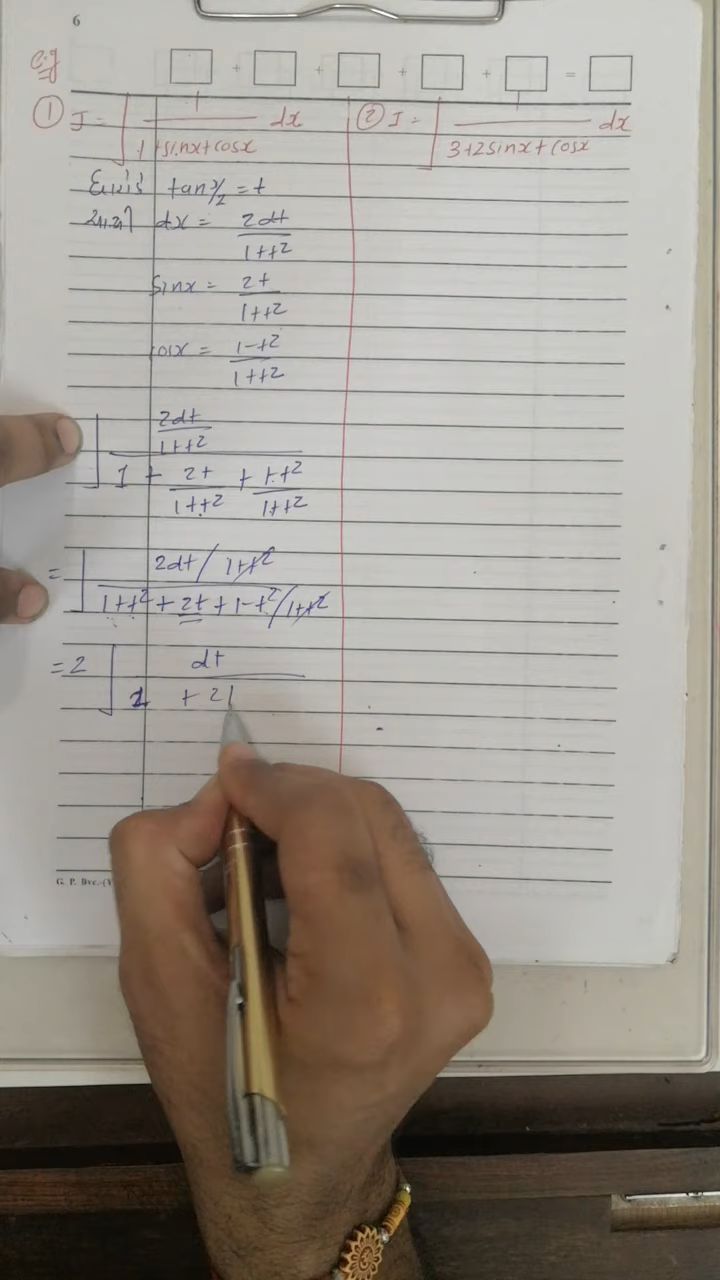 6
e.g
+ + + + =
① I = ∫ 1/(1+sinx+cosx) dx
② I = ∫ 1/(3+2sinx+cosx) dx
ધારો કે tan x/2 = t
dx = 2dt/(1+t²)
sinx = 2t/(1+t²)
cosx = (1-t²)/(1+t²)
∫ (2dt/(1+t²))/(1 + 2t/(1+t²) + (1-t²)/(1+t²))
= ∫ (2dt/1+t²)/(1+t²+2t+1-t²/1+t²)
= 2 ∫ dt
2 + 2